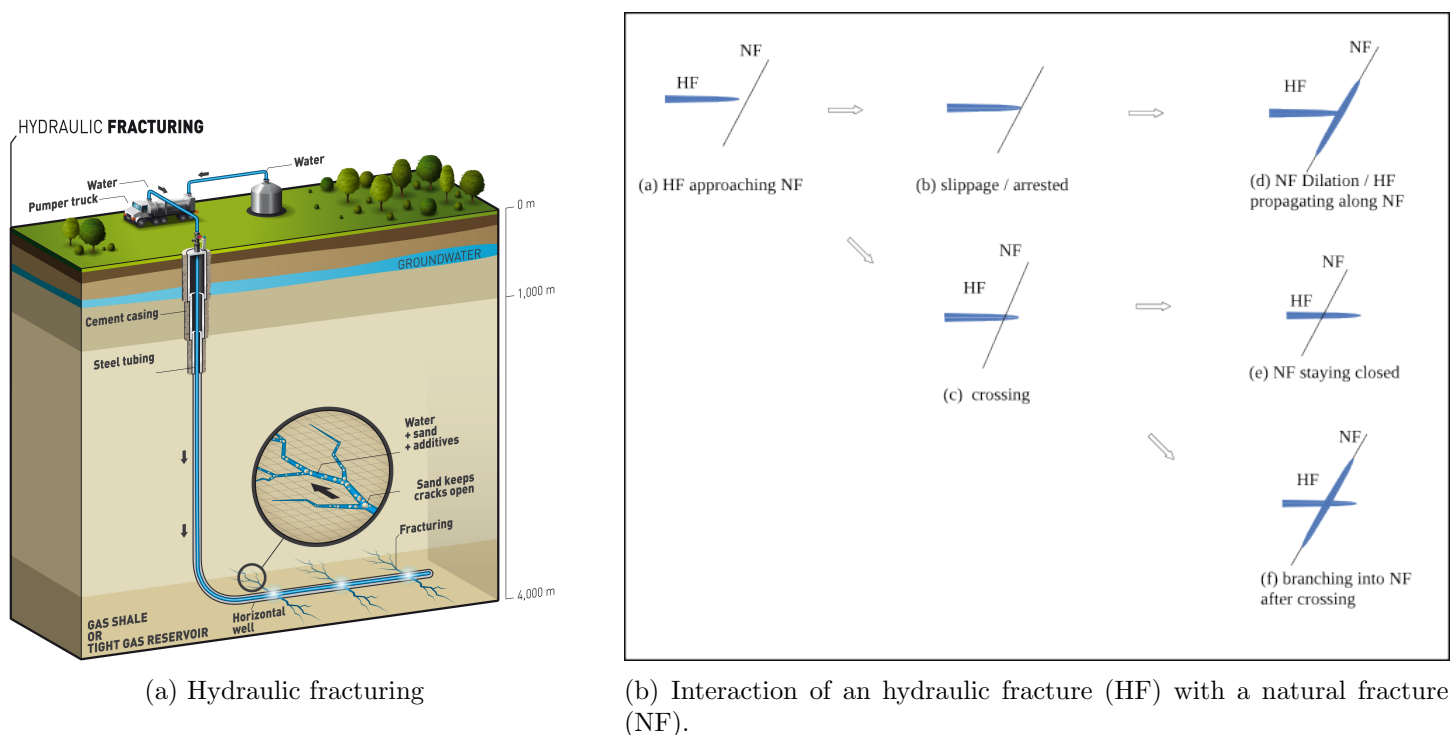 HYDRAULIC FRACTURING
Water
Water
Pumper truck
0 m
GROUNDWATER
1,000 m
Cement casing
Steel tubing
Water
+ sand
+ additives
Sand keeps
cracks open
Fracturing
4,000 m
Horizontal
well
GAS SHALE
OR
TIGHT GAS RESERVOIR
(a) Hydraulic fracturing
NF
HF
(a) HF approaching NF
(b) slippage / arrested
NF
HF
(d) NF Dilation / HF
propagating along NF
NF
HF
(c) crossing
NF
HF
(e) NF staying closed
NF
HF
(f) branching into NF
after crossing
(b) Interaction of an hydraulic fracture (HF) with a natural fracture
(NF).